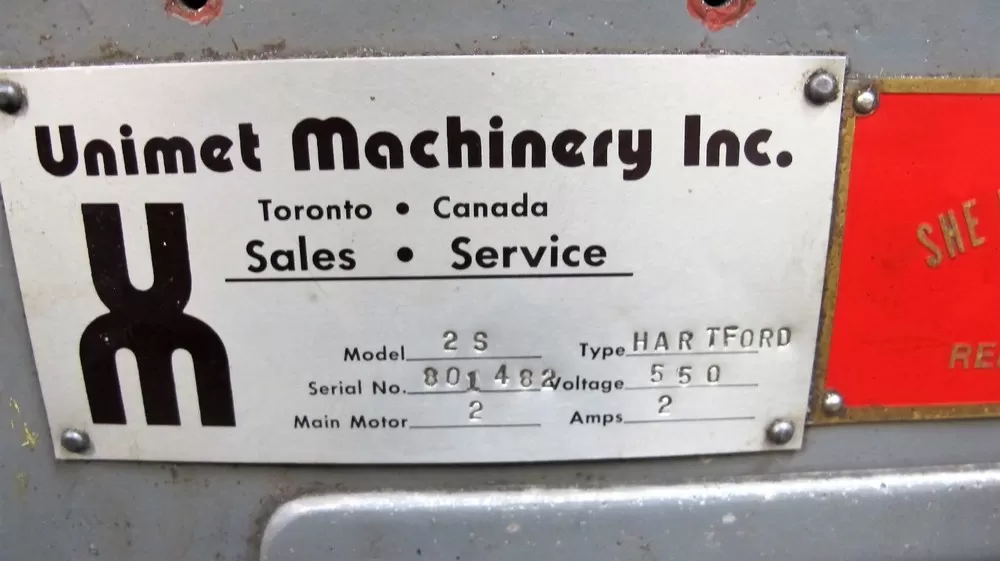 Unimet Machinery Inc.
Toronto • Canada
Sales • Service
UM
Model 2 S Type HARTFORD
Serial No. 801482 Voltage 550
Main Motor 2 Amps 2
SHE
RE